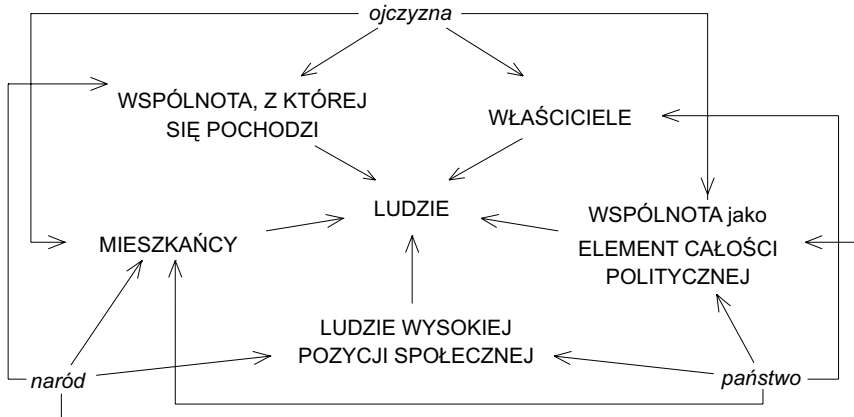 ojczyzna
WSPÓLNOTA, Z KTÓREJ
SIĘ POCHODZI
WŁAŚCICIELE
LUDZIE
WSPÓLNOTA jako
ELEMENT CAŁOŚCI
POLITYCZNEJ
MIESZKAŃCY
LUDZIE WYSOKIEJ
POZYCJI SPOŁECZNEJ
naród
państwo